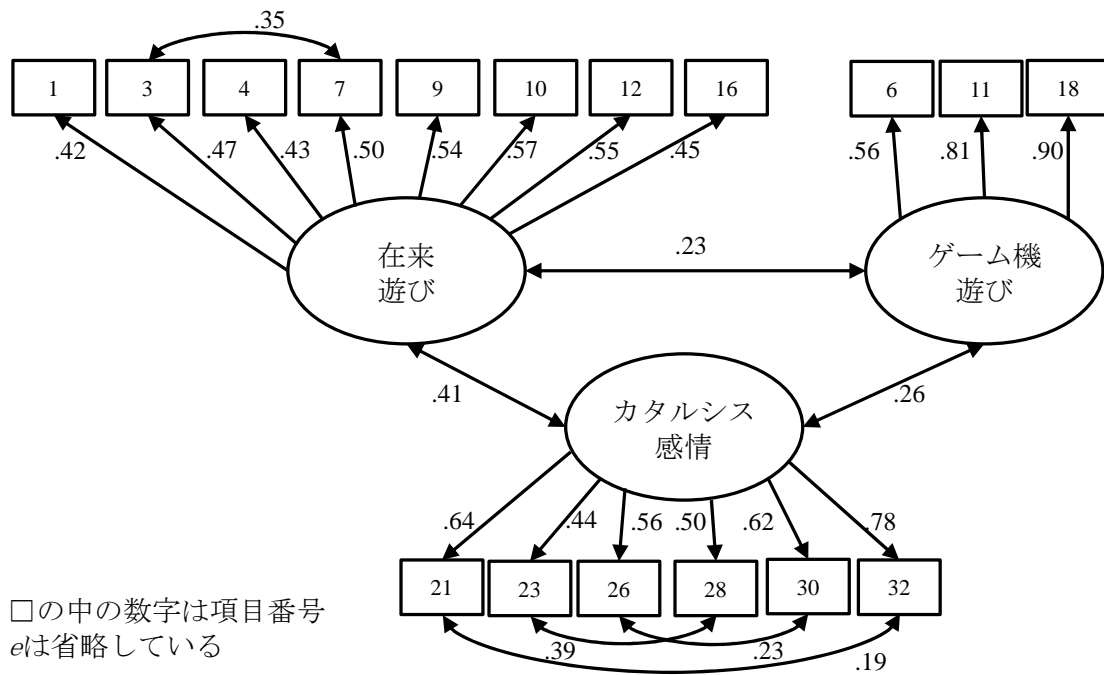 .35
1 3 4 7 9 10 12 16 6 11 18
.42 .47 .43 .50 .54 .57 .55 .45 .56 .81 .90
在来
遊び
.23
ゲーム機
遊び
.41
.26
カタルシス
感情
.64 .44 .56 .50 .62 .78
21 23 26 28 30 32
.39 .23 .19
□の中の数字は項目番号
eは省略している